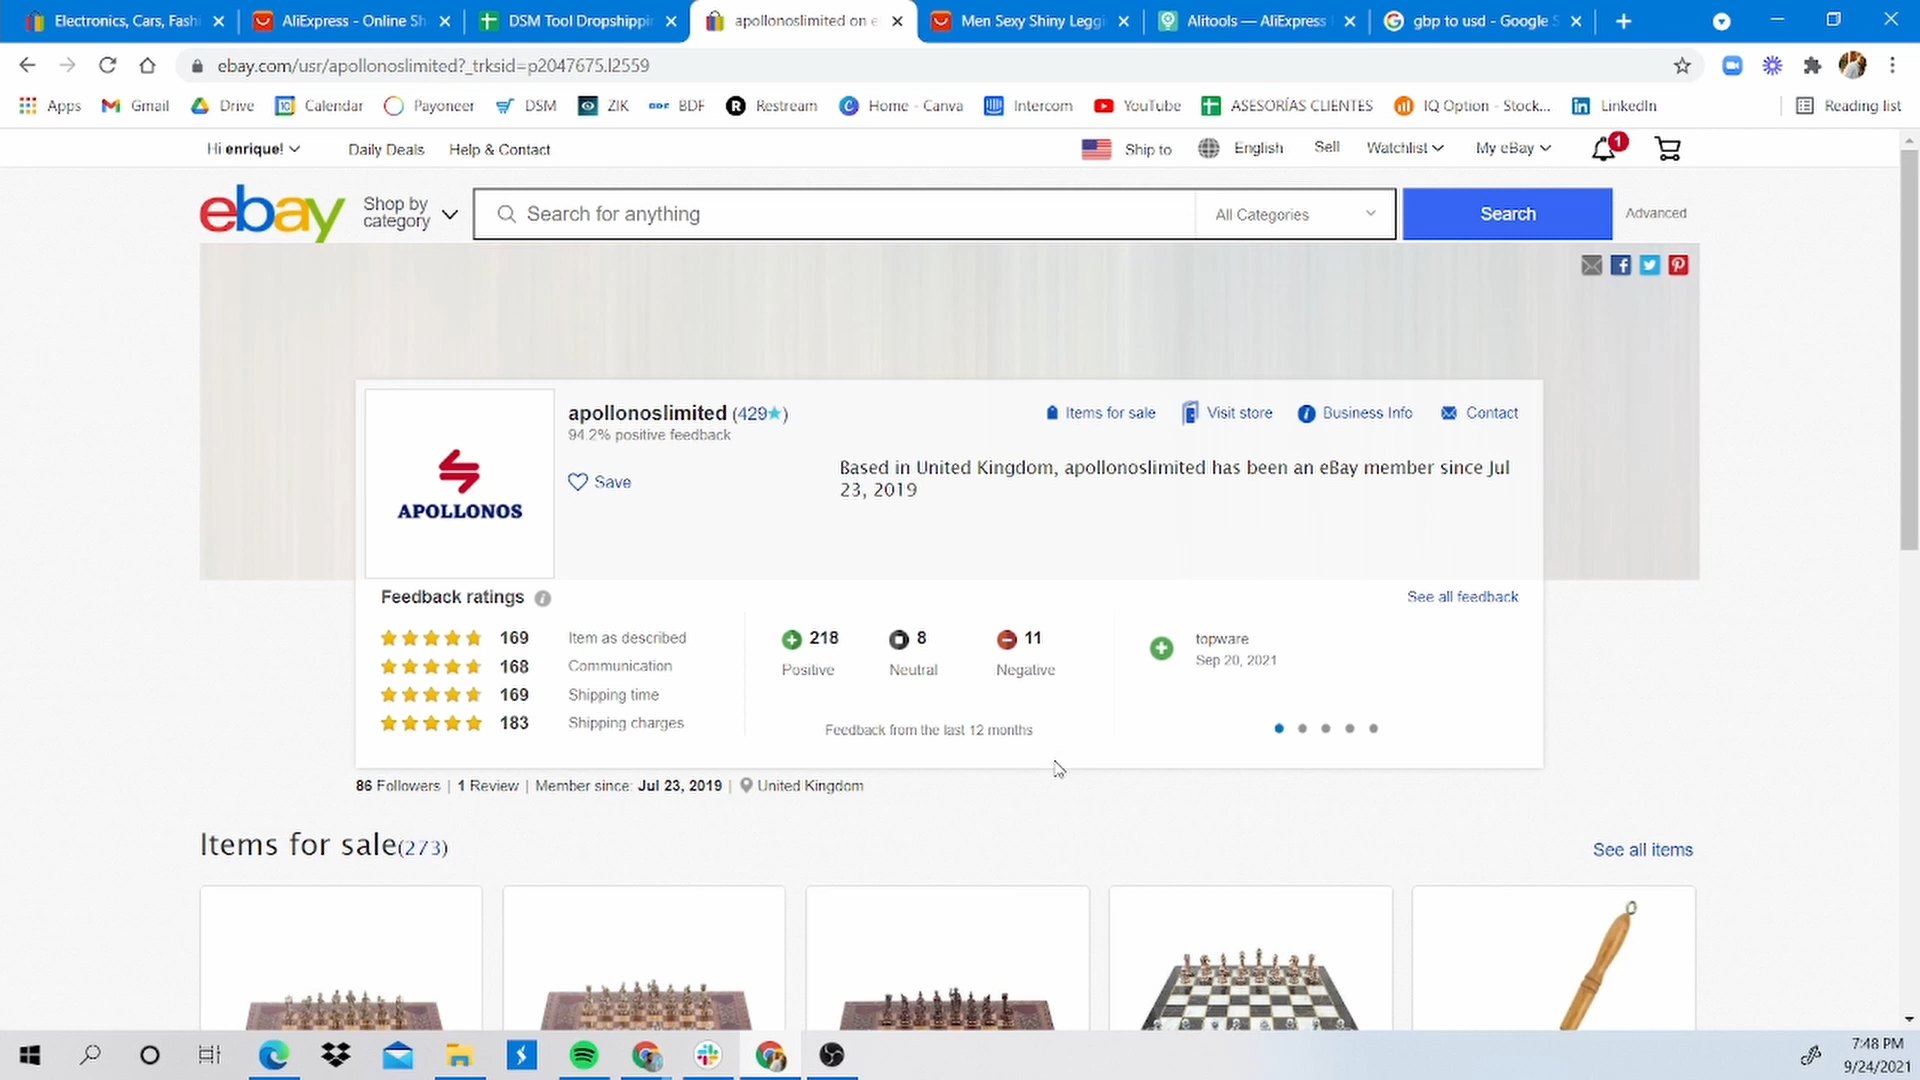 Electronics, Cars, Fash
AliExpress - Online Sh
DSM Tool Dropshippin
apollonoslimited on e
Men Sexy Shiny Leggi
Alitools — AliExpress
gbp to usd - Google S
ebay.com/usr/apollonoslimited?_trksid=p2047675.l2559
Apps
Gmail
Drive
Calendar
Payoneer
DSM
ZIK
BDF
Restream
Home - Canva
Intercom
YouTube
ASESORÍAS CLIENTES
IQ Option - Stock...
LinkedIn
Reading list
Hi enrique!
Daily Deals
Help & Contact
Ship to
English
Sell
Watchlist
My eBay
1
ebay
Shop by
category
Search for anything
All Categories
Search
Advanced
apollonoslimited (429)
94.2% positive feedback
Save
Items for sale
Visit store
Business Info
Contact
Based in United Kingdom, apollonoslimited has been an eBay member since Jul
23, 2019
APOLLONOS
Feedback ratings
See all feedback
169 Item as described
168 Communication
169 Shipping time
183 Shipping charges
218
Positive
8
Neutral
11
Negative
Feedback from the last 12 months
topware
Sep 20, 2021
86 Followers | 1 Review | Member since: Jul 23, 2019 | United Kingdom
Items for sale(273)
See all items
7:48 PM
9/24/2021